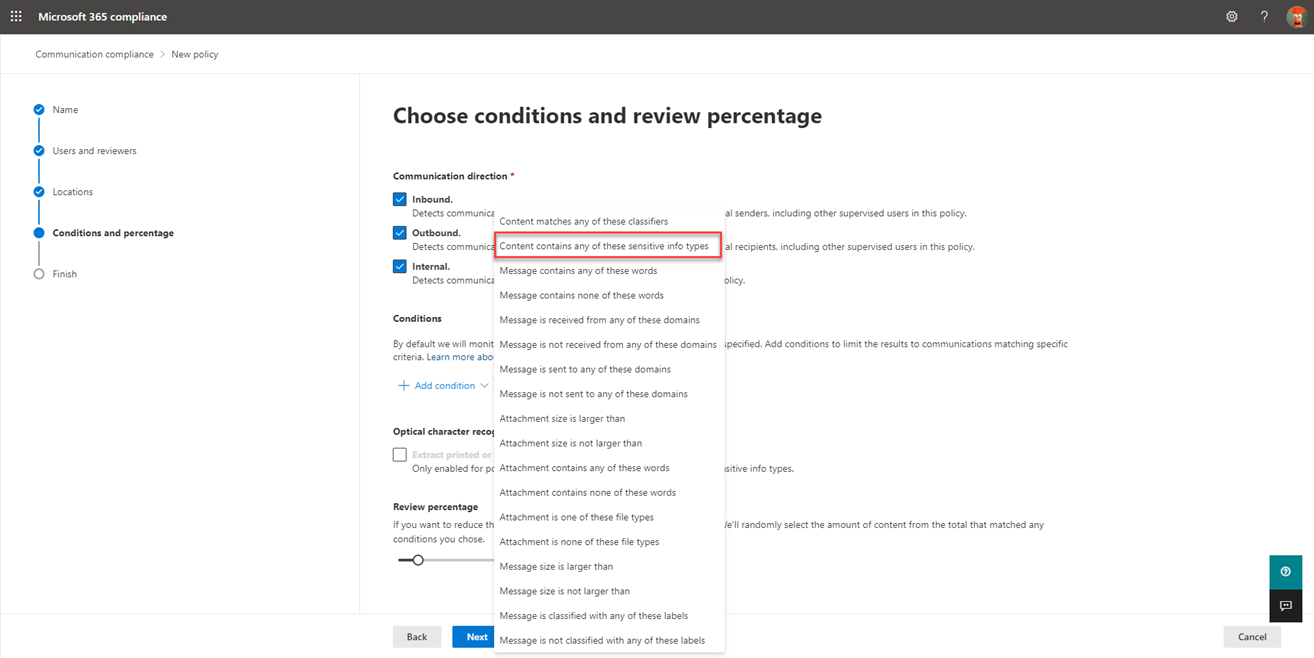 Microsoft 365 compliance
?
Communication compliance > New policy
Name
Users and reviewers
Locations
Conditions and percentage
Finish
Choose conditions and review percentage
Communication direction *
Inbound.
Detects communica
al senders, including other supervised users in this policy.
Outbound.
Detects communica
al recipients, including other supervised users in this policy.
Internal.
Detects communica
olicy.
Conditions
By default we will monit
specified. Add conditions to limit the results to communications matching specific
criteria. Learn more abo
+ Add condition
Content matches any of these classifiers
Content contains any of these sensitive info types
Message contains any of these words
Message contains none of these words
Message is received from any of these domains
Message is not received from any of these domains
Message is sent to any of these domains
Message is not sent to any of these domains
Attachment size is larger than
Attachment size is not larger than
Attachment contains any of these words
Attachment contains none of these words
Attachment is one of these file types
Attachment is none of these file types
Message size is larger than
Message size is not larger than
Message is classified with any of these labels
Message is not classified with any of these labels
Optical character recog
Extract printed or
Only enabled for po
sitive info types.
Review percentage
If you want to reduce th
We'll randomly select the amount of content from the total that matched any
conditions you chose.
Back
Next
Cancel